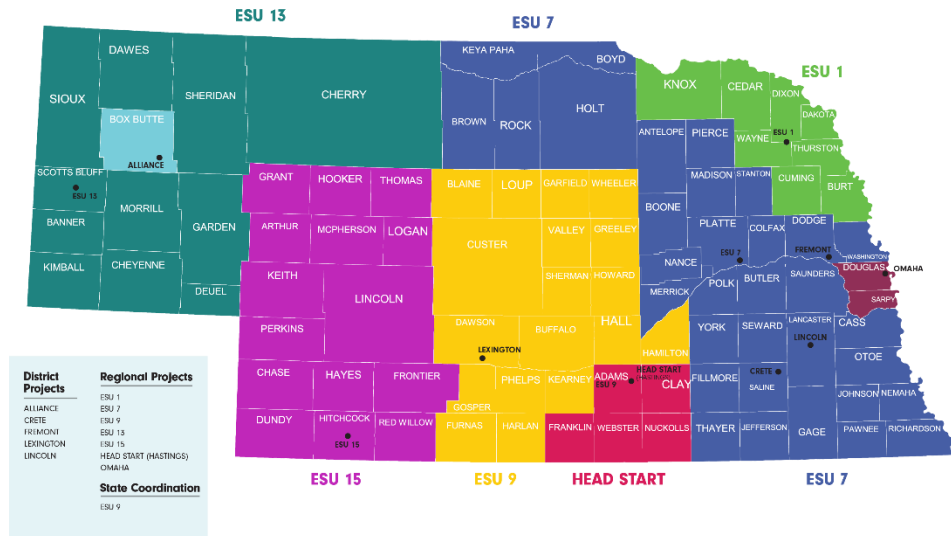 ESU 13
ESU 7
ESU 1
KEYA PAHA
BOYD
DAWES
SIOUX
SHERIDAN
CHERRY
KNOX
CEDAR
DIXON
DAKOTA
BOX BUTTE
ALLIANCE
BROWN
ROCK
HOLT
ANTELOPE
PIERCE
WAYNE
ESU 1
THURSTON
SCOTTS BLUFF
ESU 13
GRANT
HOOKER
THOMAS
BLAINE
LOUP
GARFIELD
WHEELER
MADISON
STANTON
CUMING
BURT
BANNER
MORRILL
GARDEN
ARTHUR
MCPHERSON
LOGAN
CUSTER
VALLEY
GREELEY
BOONE
PLATTE
COLFAX
DODGE
KIMBALL
CHEYENNE
DEUEL
KEITH
LINCOLN
SHERMAN
HOWARD
NANCE
ESU 7
FREMONT
WASHINGTON
DOUGLAS
OMAHA
MERRICK
POLK
BUTLER
SAUNDERS
SARPY
PERKINS
DAWSON
BUFFALO
HALL
HAMILTON
YORK
SEWARD
LANCASTER
CASS
LEXINGTON
LINCOLN
OTOE
CHASE
HAYES
FRONTIER
GOSPER
PHELPS
KEARNEY
ADAMS
ESU 9
HEAD START
CLAY
FILLMORE
CRETE
SALINE
JOHNSON
NEMAHA
DUNDY
HITCHCOCK
ESU 15
RED WILLOW
FURNAS
HARLAN
FRANKLIN
WEBSTER
NUCKOLLS
THAYER
JEFFERSON
GAGE
PAWNEE
RICHARDSON
ESU 15
ESU 9
HEAD START
ESU 7
District
Projects
ALLIANCE
CRETE
FREMONT
LEXINGTON
LINCOLN
Regional Projects
ESU 1
ESU 7
ESU 9
ESU 13
ESU 15
HEAD START (HASTINGS)
OMAHA
State Coordination
ESU 9